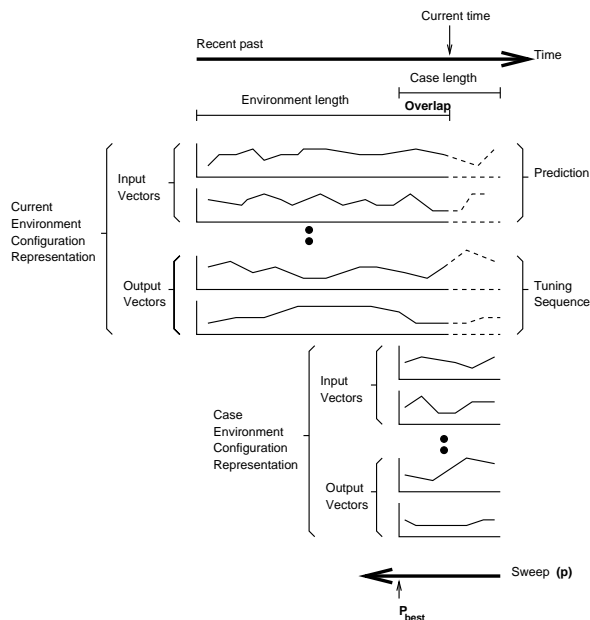 Current time
Recent past
Time
Case length
Environment length
Overlap
Input
Vectors
Prediction
Current
Environment
Configuration
Representation
Output
Vectors
Tuning
Sequence
Input
Vectors
Case
Environment
Configuration
Representation
Output
Vectors
Sweep (p)
P best